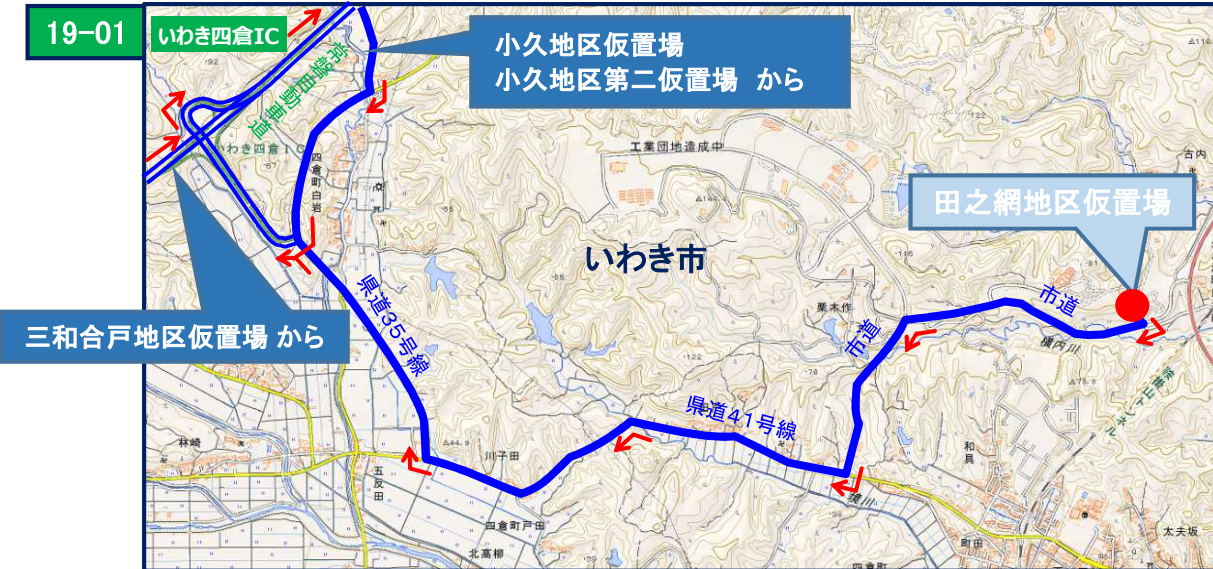 19-01
いわき四倉IC
常磐自動車道
小久地区仮置場
小久地区第二仮置場 から
いわき四倉IC
四倉町白岩
工業団地造成中
古内
田之網地区仮置場
いわき市
三和合戸地区仮置場 から
県道35号線
栗木作
市道
市道
横内川
県道41号線
林崎
五反田
川子田
四倉町戸田
北高柳
境川
和具
町田
太夫坂
四倉町